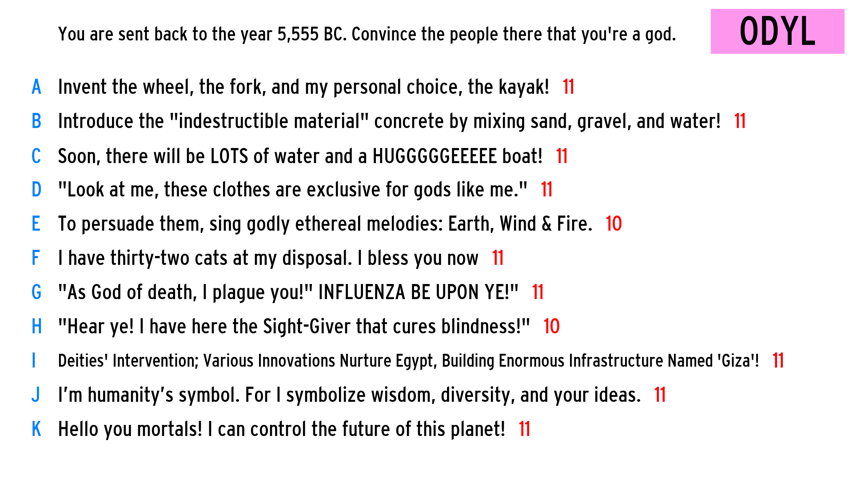 You are sent back to the year 5,555 BC. Convince the people there that you're a god. ODYL
A Invent the wheel, the fork, and my personal choice, the kayak! 11
B Introduce the "indestructible material" concrete by mixing sand, gravel, and water! 11
C Soon, there will be LOTS of water and a HUGGGGGEEEEE boat! 11
D "Look at me, these clothes are exclusive for gods like me." 11
E To persuade them, sing godly ethereal melodies: Earth, Wind & Fire. 10
F I have thirty-two cats at my disposal. I bless you now 11
G "As God of death, I plague you!" INFLUENZA BE UPON YE!" 11
H "Hear ye! I have here the Sight-Giver that cures blindness!" 10
I Deities' Intervention; Various Innovations Nurture Egypt, Building Enormous Infrastructure Named 'Giza'! 11
J I'm humanity's symbol. For I symbolize wisdom, diversity, and your ideas. 11
K Hello you mortals! I can control the future of this planet! 11